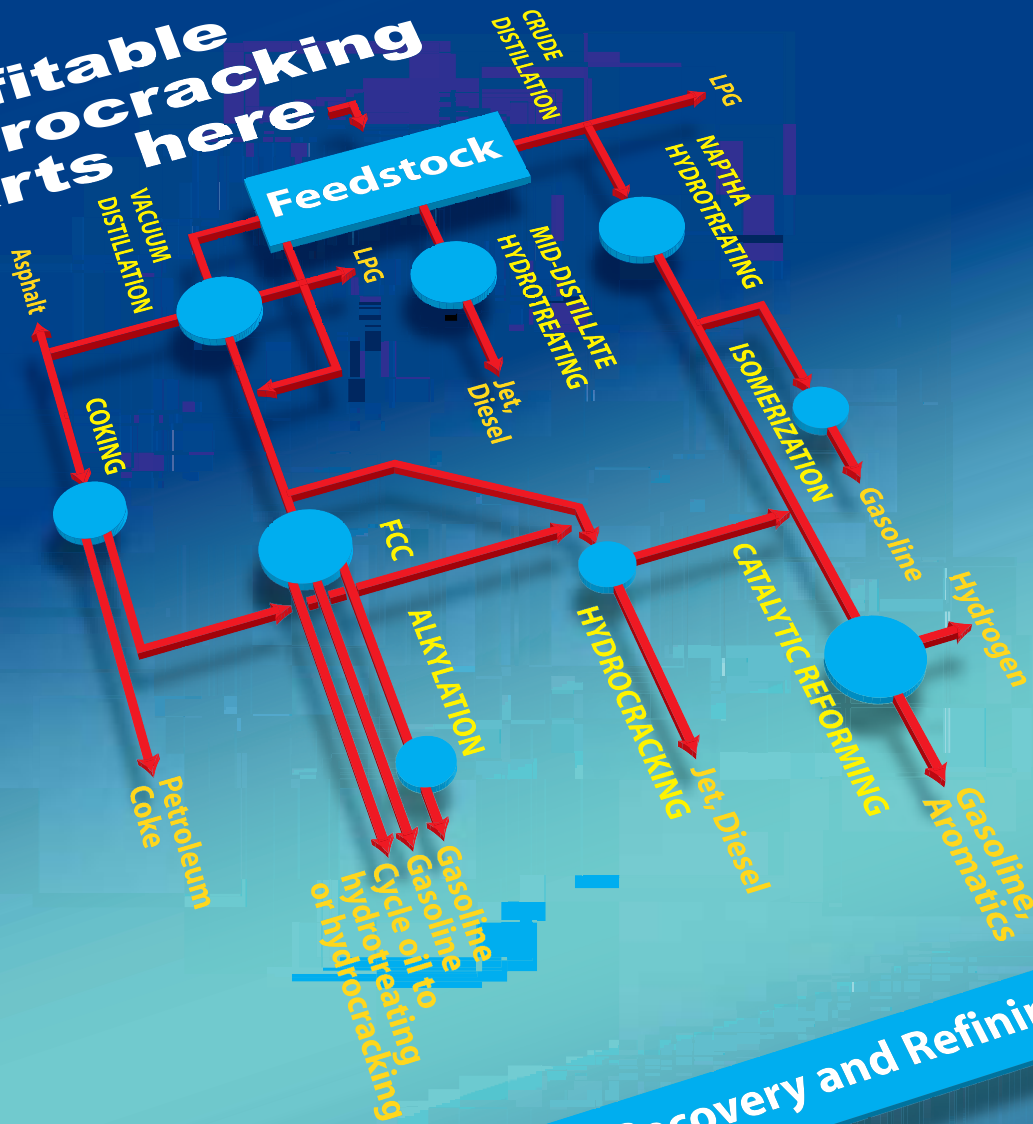 fitable
rocracking
rts here
CRUDE
DISTILLATION
LPG
Feedstock
NAPTHA
HYDROTREATING
VACUUM
DISTILLATION
Asphalt
LPG
MID-DISTILLATE
HYDROTREATING
Jet,
Diesel
COKING
ISOMERIZATION
Gasoline
FCC
CATALYTIC REFORMING
Hydrogen
ALKYLATION
HYDROCRACKING
Petroleum
Coke
Jet, Diesel
Gasoline,
Aromatics
Gasoline
Gasoline
Cycle oil to
hydrotreating
or hydrocracking
covery and Refinin